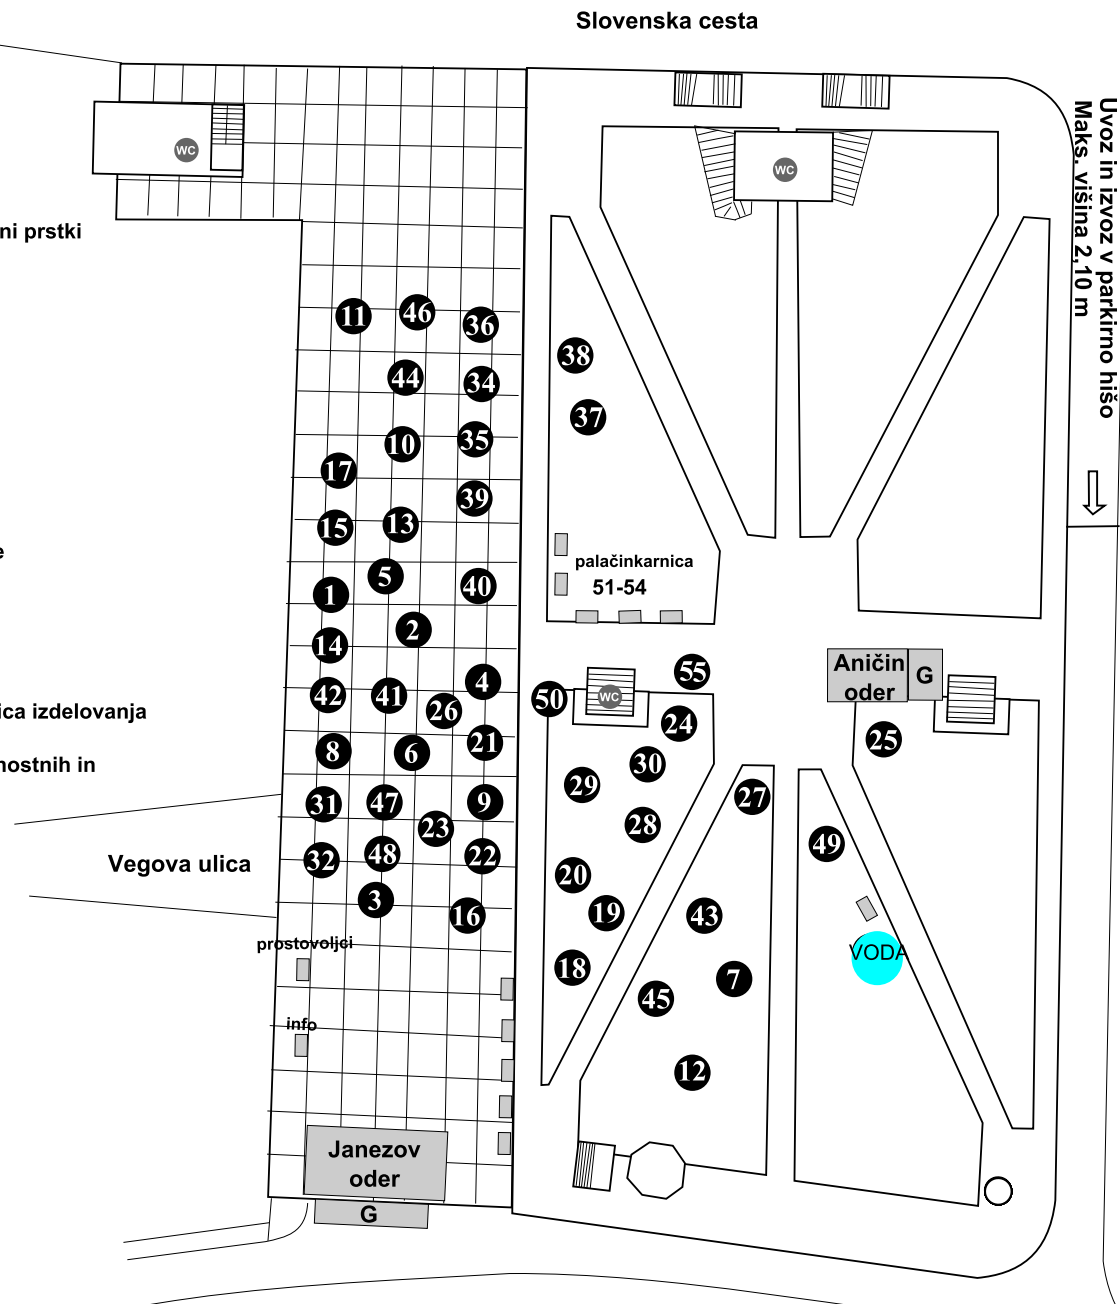 Slovenska cesta
Uvoz in izvoz v parkirno hišo
Maks. višina 2,10 m
WC
WC
ni prstki
11
46
36
38
44
34
37
10
35
17
39
15
13
e
palačinkarnica
51-54
5
40
1
2
14
55
Aničin
oder
G
4
42
41
50
WC
26
ica izdelovanja
24
25
21
8
6
nostnih in
30
29
27
31
47
9
23
28
49
Vegova ulica
32
48
22
20
3
16
19
43
prostovoljci
VODA
18
7
45
info
12
Janezov
oder
G